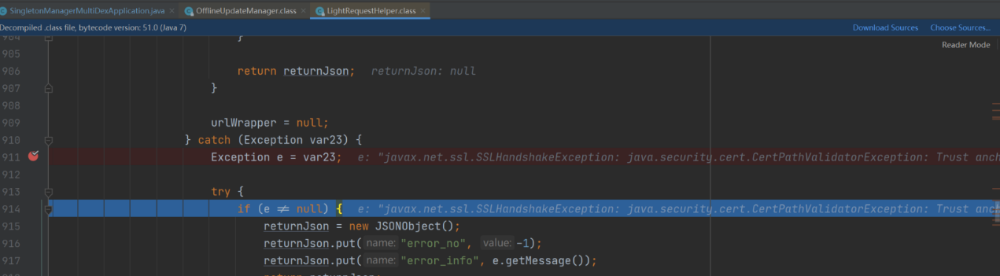 SingletonManagerMultiDexApplication.java × OfflineUpdateManager.class × LightRequestHelper.class ×
Decompiled .class file, bytecode version: 51.0 (Java 7) Download Sources Choose Sources...
904 }
Reader Mode
905
906 return returnJson; returnJson: null
907 }
908
909 urlWrapper = null;
910 } catch (Exception var23) {
911 Exception e = var23; e: "javax.net.ssl.SSLHandshakeException: java.security.cert.CertPathValidatorException: Trust anch
912
913 try {
914 if (e ≠ null) { e: "javax.net.ssl.SSLHandshakeException: java.security.cert.CertPathValidatorException: Trust anch
915 returnJson = new JSONObject();
916 returnJson.put( name: "error_no", value: -1);
917 returnJson.put( name: "error_info", e.getMessage());
return returnJson;